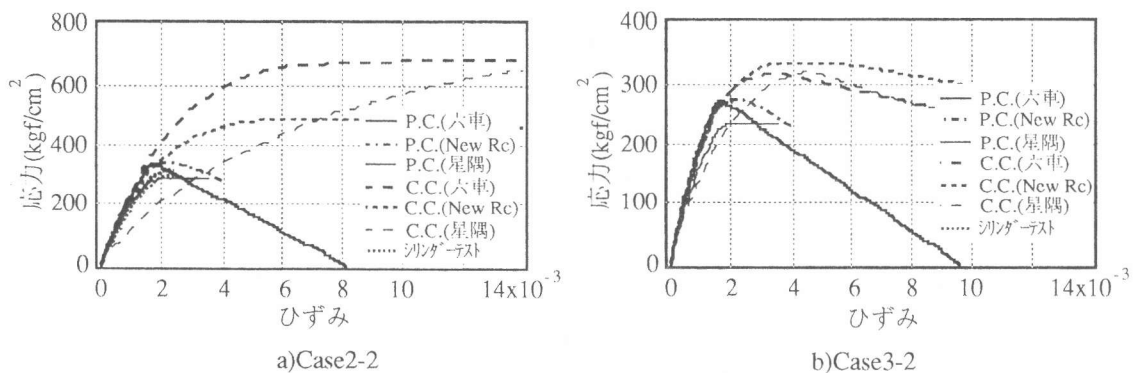 800
600
400
200
0
応力(kgf/cm²)
0
2
4
6
8
10
14x10⁻³
ひずみ
P.C.(六車)
P.C.(New Rc)
P.C.(星隅)
C.C.(六車)
C.C.(New Rc)
C.C.(星隅)
シリンダーテスト
a)Case2-2
400
300
200
100
0
応力(kgf/cm²)
0
2
4
6
8
10
14x10⁻³
ひずみ
P.C.(六車)
P.C.(New Rc)
P.C.(星隅)
C.C.(六車)
C.C.(New Rc)
C.C.(星隅)
シリンダーテスト
b)Case3-2